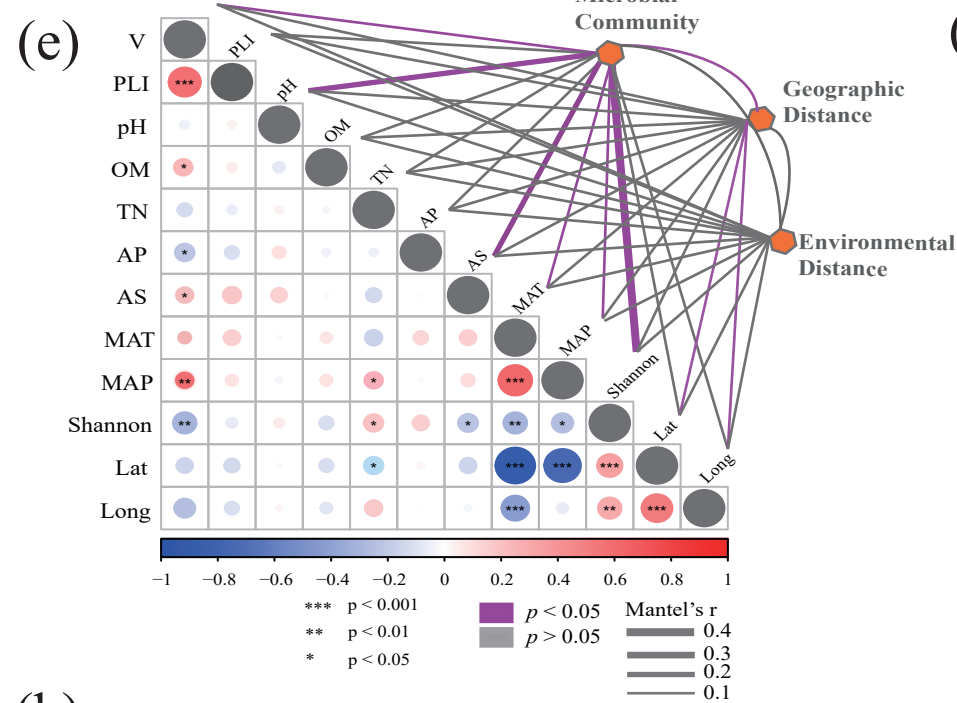 (e)
Microbial
Community
Geographic
Distance
Environmental
Distance
V
PLI
PLI
***
pH
pH
OM
*
OM
TN
TN
AP
*
AP
AS
*
AS
MAT
MAT
MAP
**
*
***
MAP
Shannon
**
*
*
**
*
Shannon
Lat
*
***
***
***
Lat
Long
***
**
***
Long
−1 −0.8 −0.6 −0.4 −0.2 0 0.2 0.4 0.6 0.8 1
*** p < 0.001
** p < 0.01
* p < 0.05
p < 0.05
p > 0.05
Mantel's r
0.4
0.3
0.2
0.1